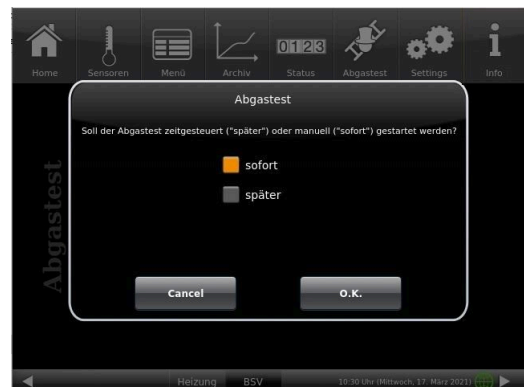 Home Sensoren Menü Archiv 0123 Status Abgastest Settings Info
Abgastest
Soll der Abgastest zeitgesteuert ("später") oder manuell ("sofort") gestartet werden?
sofort
später
Abgastest
Cancel O.K.
Heizung BSV 10:30 Uhr (Mittwoch, 17. März 2021)